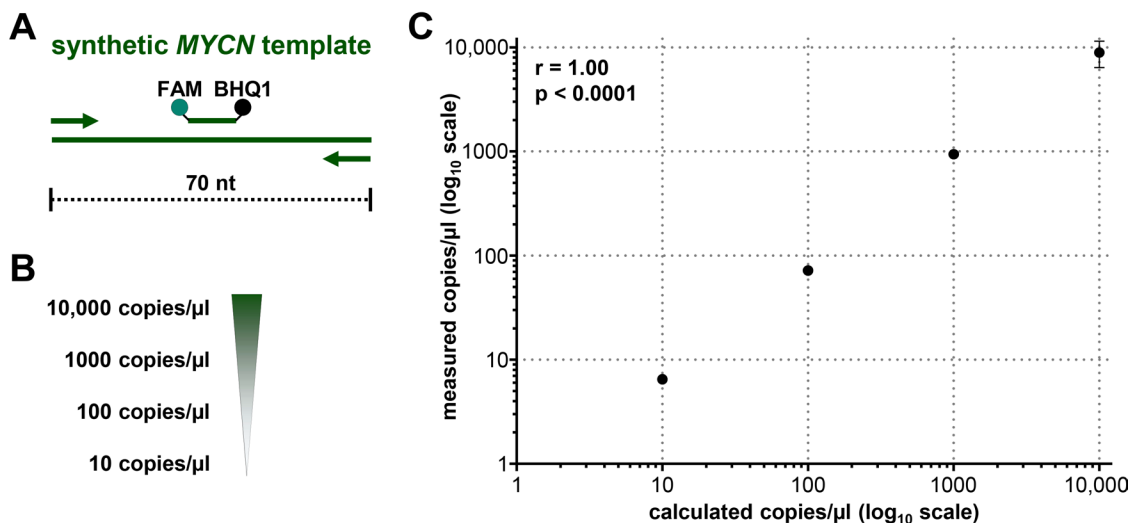 A
synthetic MYCN template
FAM BHQ1
70 nt
B
10,000 copies/µl
1000 copies/µl
100 copies/µl
10 copies/µl
C
r = 1.00
p < 0.0001
measured copies/µl (log10 scale)
10,000
1000
100
10
1
1 10 100 1000 10,000
calculated copies/µl (log10 scale)